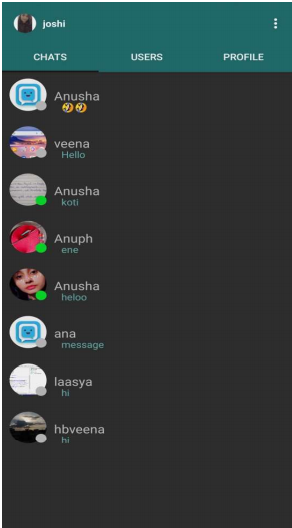 joshi
CHATS USERS PROFILE
Anusha
🤣🤣
veena
Hello
Anusha
koti
Anuph
ene
Anusha
heloo
ana
message
laasya
hi
hbveena
hi